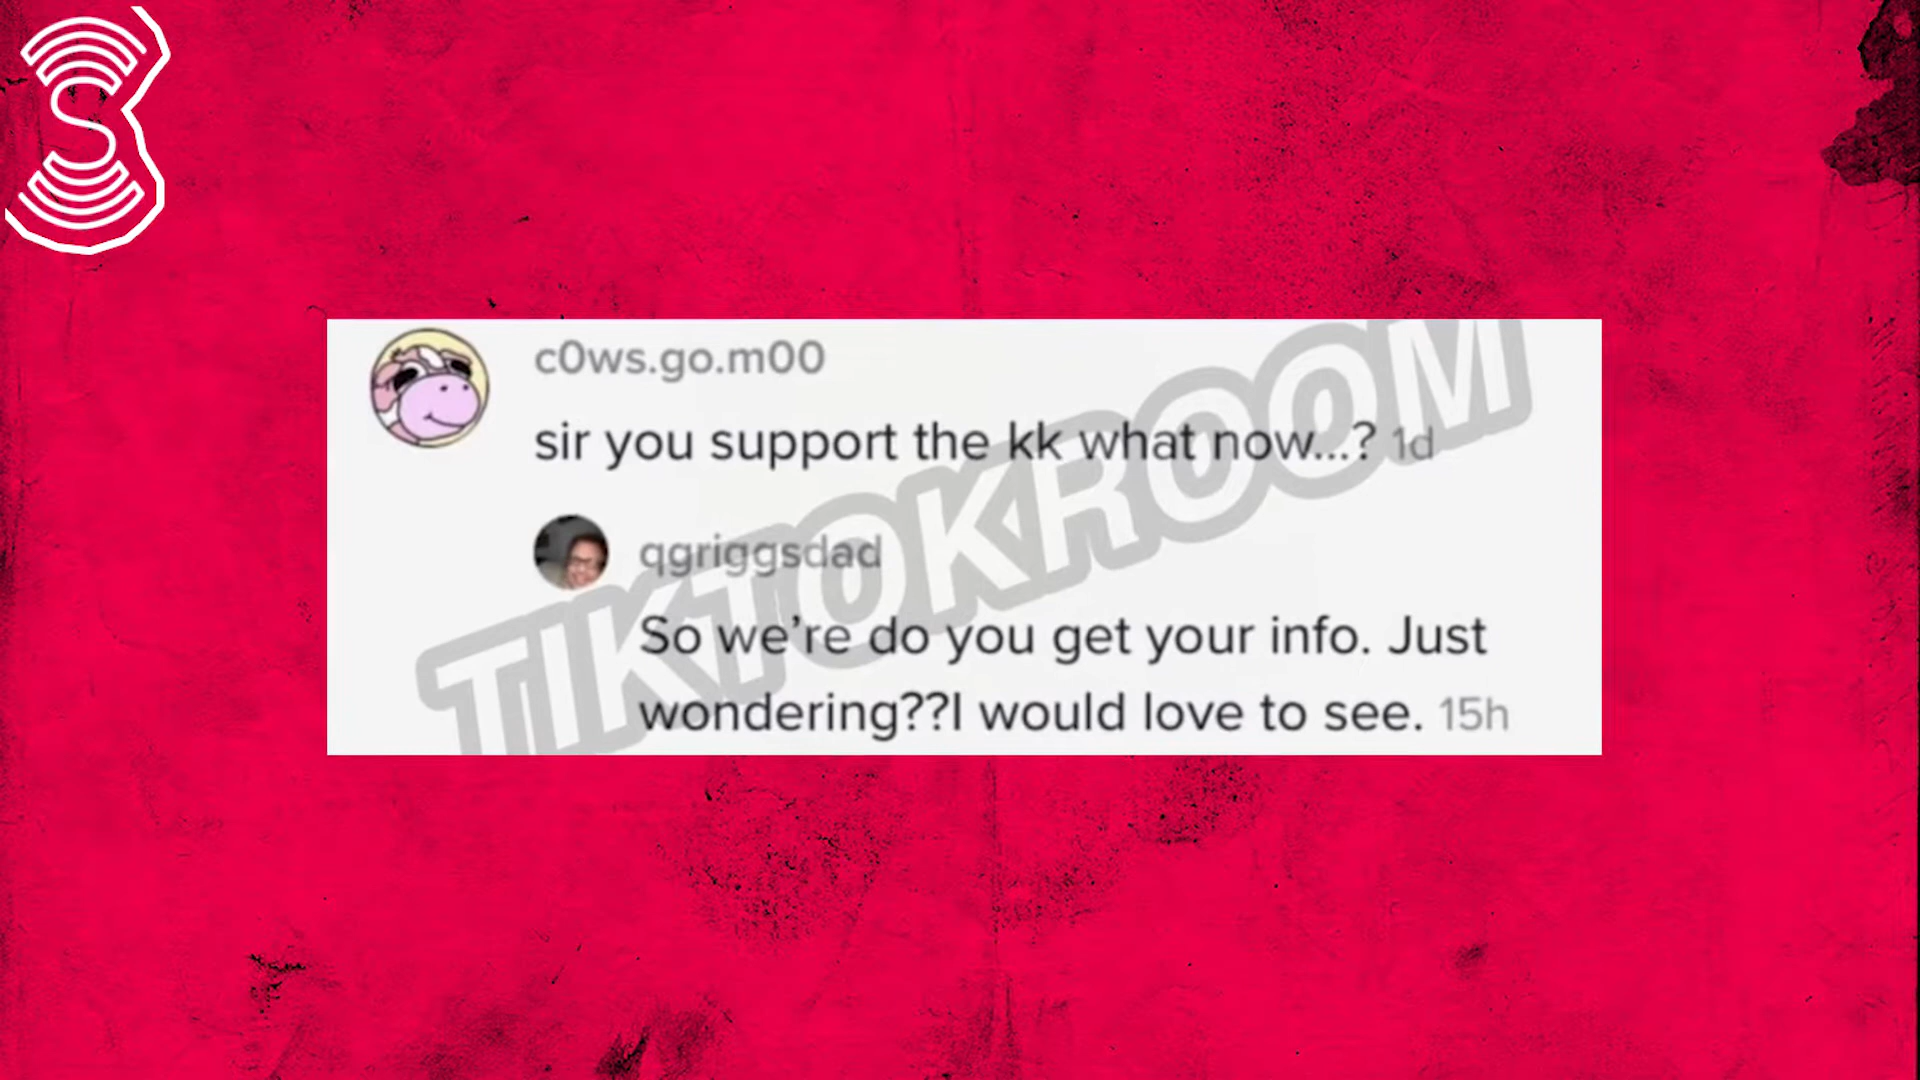 S
c0ws.go.m00
sir you support the kk what now...? 1d
qgriggsdad
So we're do you get your info. Just
wondering??I would love to see. 15h
TIKTOKROOM